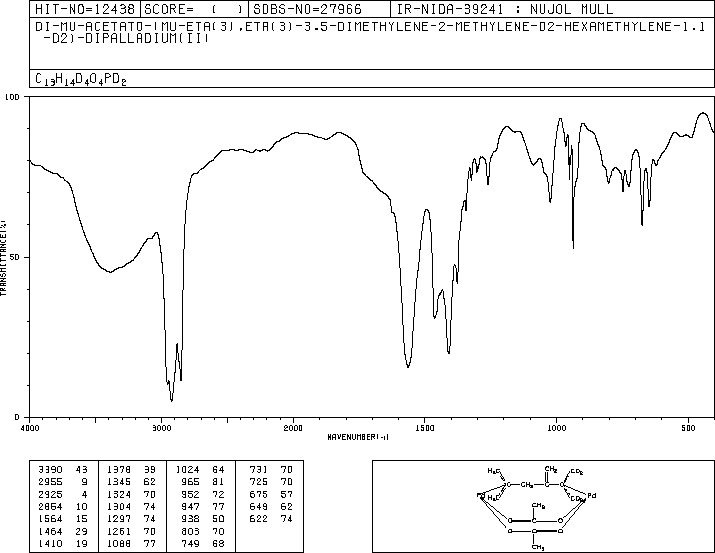 HIT-NO=12438 SCORE= ( ) SDBS-NO=27966 IR-NIDA-39241 : NUJOL MULL
DI-MU-ACETATO-(MU-ETA(3),ETA(3)-3.5-DIMETHYLENE-2-METHYLENE-D2-HEXAMETHYLENE-1.1
-D2)-DIPALLADIUM(II)
C13H14D4O4PD2
100
TRANSMITTANCE(%)
50
0
4000 3000 2000 1500 1000 500
WAVENUMBER(-1)
3390 43 1378 39 1024 64 731 70
2955 9 1345 62 965 81 725 70
2925 4 1324 70 952 72 675 57
2864 10 1304 74 947 77 649 62
1564 15 1297 74 938 50 622 74
1464 29 1261 70 803 70
1410 19 1088 77 749 68
CH2
H2C C CH2 C C CD2
Pd H2C CD2 Pd
CH3
O C O
O C O
CH3